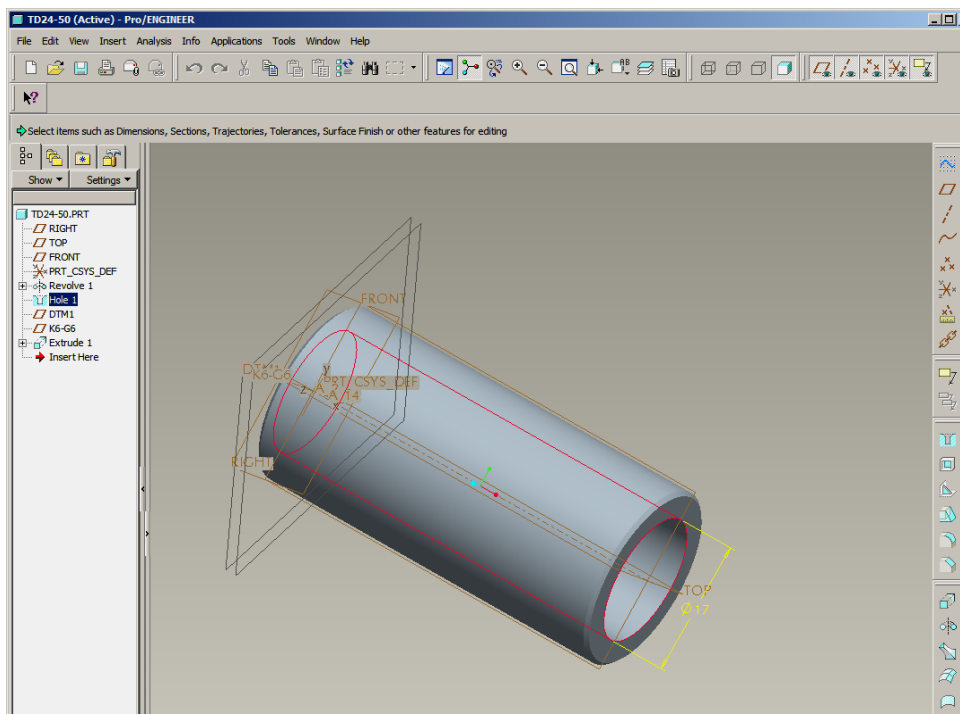 TD24-50 (Active) - Pro/ENGINEER
File Edit View Insert Analysis Info Applications Tools Window Help
Select items such as Dimensions, Sections, Trajectories, Tolerances, Surface Finish or other features for editing
Show Settings
TD24-50.PRT
RIGHT
TOP
FRONT
PRT_CSYS_DEF
Revolve 1
Hole 1
DTM1
K6-G6
Extrude 1
Insert Here
FRONT
K6-G6
y
CSYS_DEF
z
14
RIGHT
TOP
Ø17